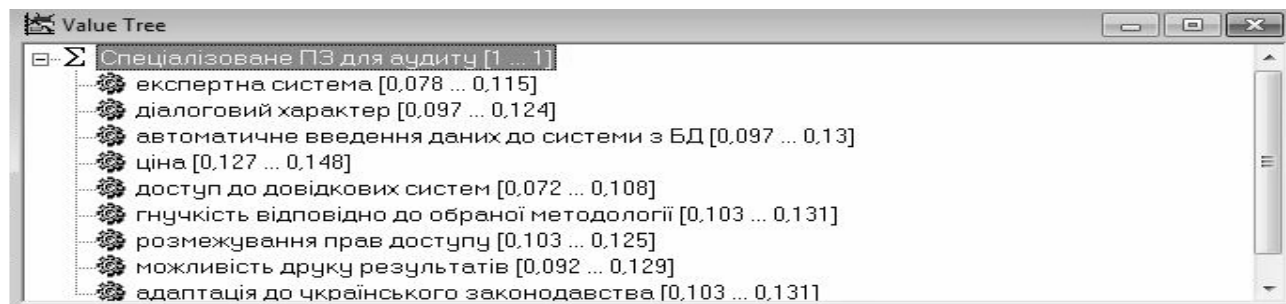 Value Tree
Спеціалізоване ПЗ для аудиту [1 ... 1]
експертна система [0,078 ... 0,115]
діалоговий характер [0,097 ... 0,124]
автоматичне введення даних до системи з БД [0,097 ... 0,13]
ціна [0,127 ... 0,148]
доступ до довідкових систем [0,072 ... 0,108]
гнучкість відповідно до обраної методології [0,103 ... 0,131]
розмежування прав доступу [0,103 ... 0,125]
можливість друку результатів [0,092 ... 0,129]
адаптація до українського законодавства [0,103 ... 0,131]